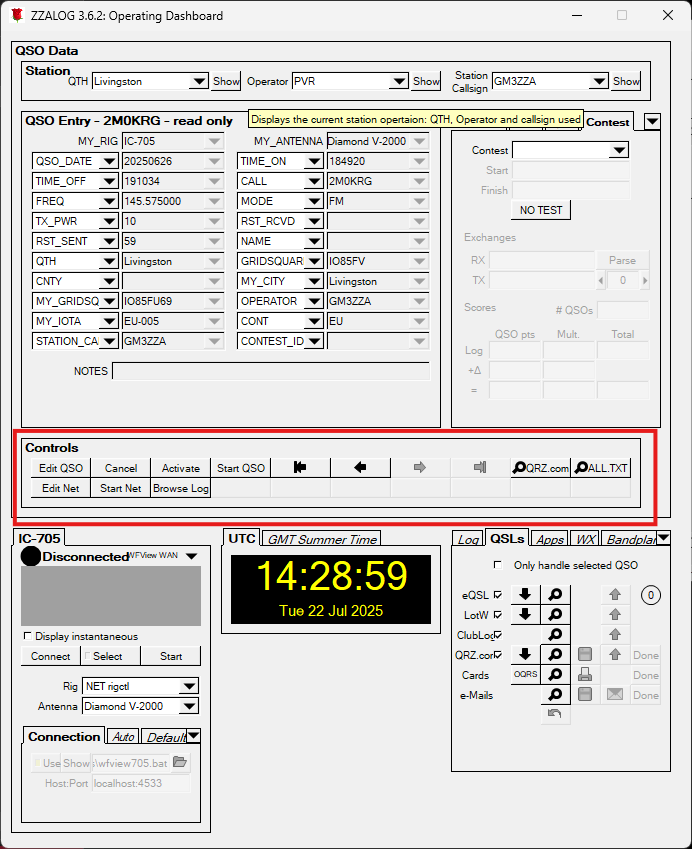 ZZALOG 3.6.2: Operating Dashboard
QSO Data
Station
QTH Livingston Show Operator PVR Show Station Callsign GM3ZZA Show
QSO Entry - 2M0KRG - read only
Displays the current station opertaion: QTH, Operator and callsign used
Contest
MY_RIG IC-705 MY_ANTENNA Diamond V-2000
QSO_DATE 20250626 TIME_ON 184920
TIME_OFF 191034 CALL 2M0KRG
FREQ 145.575000 MODE FM
TX_PWR 10 RST_RCVD
RST_SENT 59 NAME
QTH Livingston GRIDSQUAR IO85FV
CNTY MY_CITY Livingston
MY_GRIDSQ IO85FU69 OPERATOR GM3ZZA
MY_IOTA EU-005 CONT EU
STATION_CA GM3ZZA CONTEST_ID
NOTES
Contest
Start
Finish
NO TEST
Exchanges
RX Parse
TX 0
Scores # QSOs
QSO pts Mult. Total
Log
+Δ
=
Controls
Edit QSO Cancel Activate Start QSO QRZ.com ALL.TXT
Edit Net Start Net Browse Log
IC-705
Disconnected WFView WAN
Display instantaneous
Connect Select Start
Rig NET rigctl
Antenna Diamond V-2000
Connection Auto Default
Use Show s\wfview705.bat
Host:Port localhost:4533
UTC GMT Summer Time
14:28:59
Tue 22 Jul 2025
Log QSLs Apps WX Bandplan
Only handle selected QSO
eQSL 0
LotW
ClubLog
QRZ.com Done
Cards OQRS Done
e-Mails Done